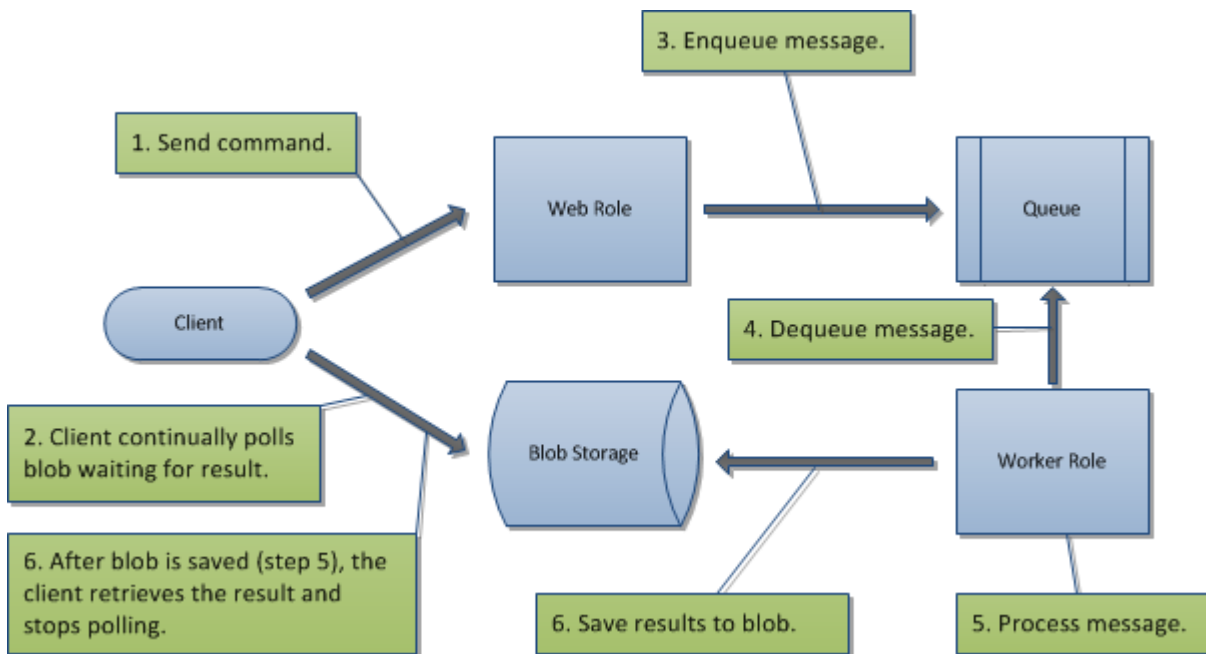 3. Enqueue message.
1. Send command.
Web Role
Queue
Client
4. Dequeue message.
2. Client continually polls
blob waiting for result.
Blob Storage
Worker Role
6. After blob is saved (step 5), the
client retrieves the result and
stops polling.
6. Save results to blob.
5. Process message.